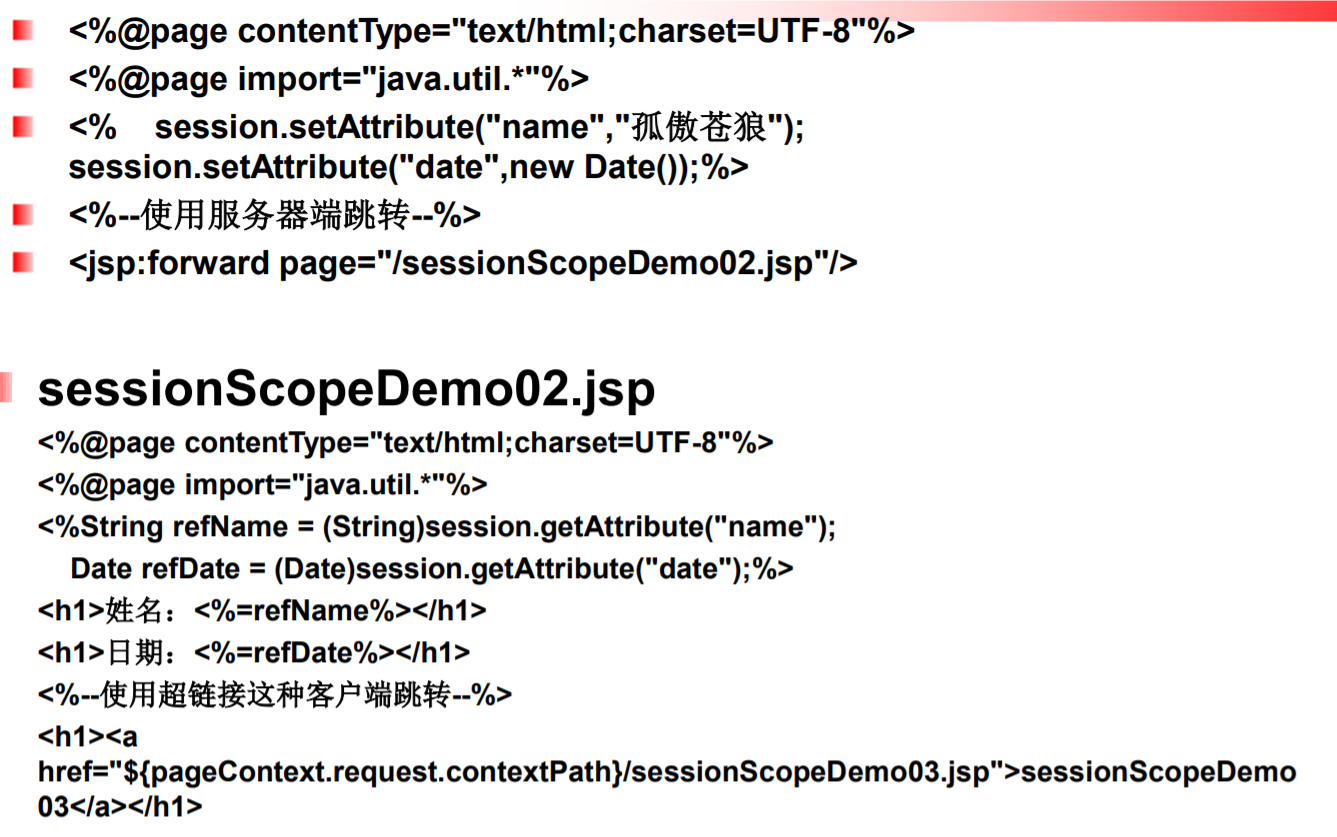 <%@page contentType="text/html;charset=UTF-8"%>
<%@page import="java.util.*"%>
<%    session.setAttribute("name","孤傲苍狼");
session.setAttribute("date",new Date());%>
<%--使用服务器端跳转--%>
<jsp:forward page="/sessionScopeDemo02.jsp"/>
sessionScopeDemo02.jsp
<%@page contentType="text/html;charset=UTF-8"%>
<%@page import="java.util.*"%>
<%String refName = (String)session.getAttribute("name");
Date refDate = (Date)session.getAttribute("date");%>
<h1>姓名：<%=refName%></h1>
<h1>日期：<%=refDate%></h1>
<%--使用超链接这种客户端跳转--%>
<h1><a
href="${pageContext.request.contextPath}/sessionScopeDemo03.jsp">sessionScopeDemo
03</a></h1>